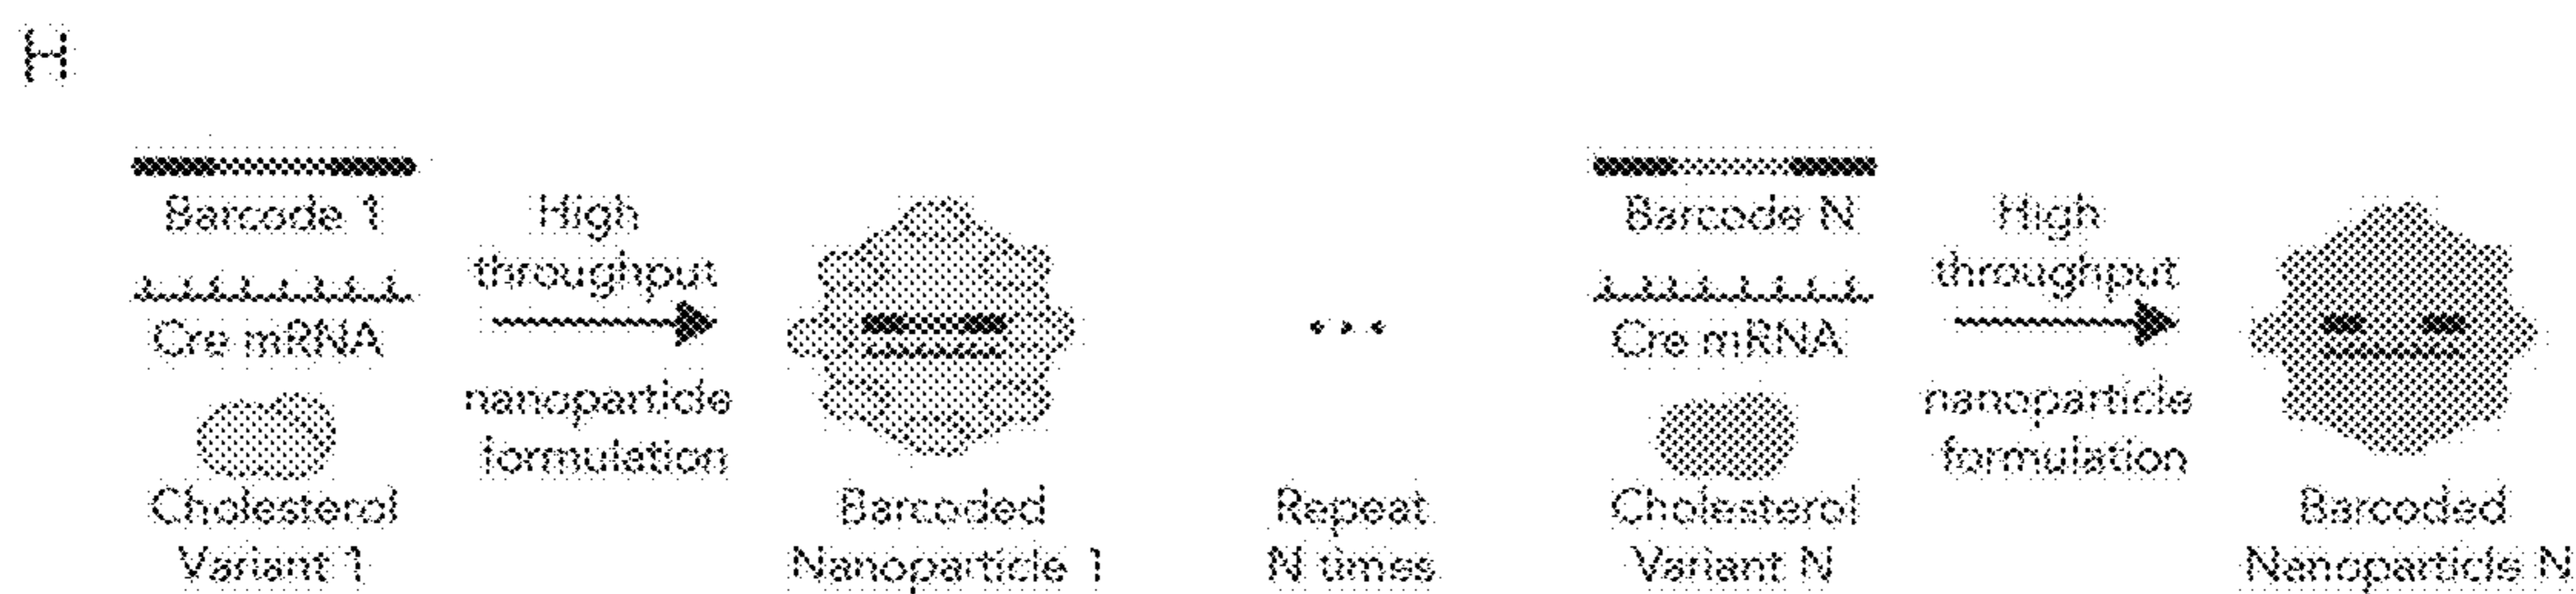 H
Barcode 1
Cre mRNA
Cholesterol
Variant 1
High
throughput
nanoparticle
formulation
Barcoded
Nanoparticle 1
...
Repeat
N times
Barcode N
Cre mRNA
Cholesterol
Variant N
High
throughput
nanoparticle
formulation
Barcoded
Nanoparticle N